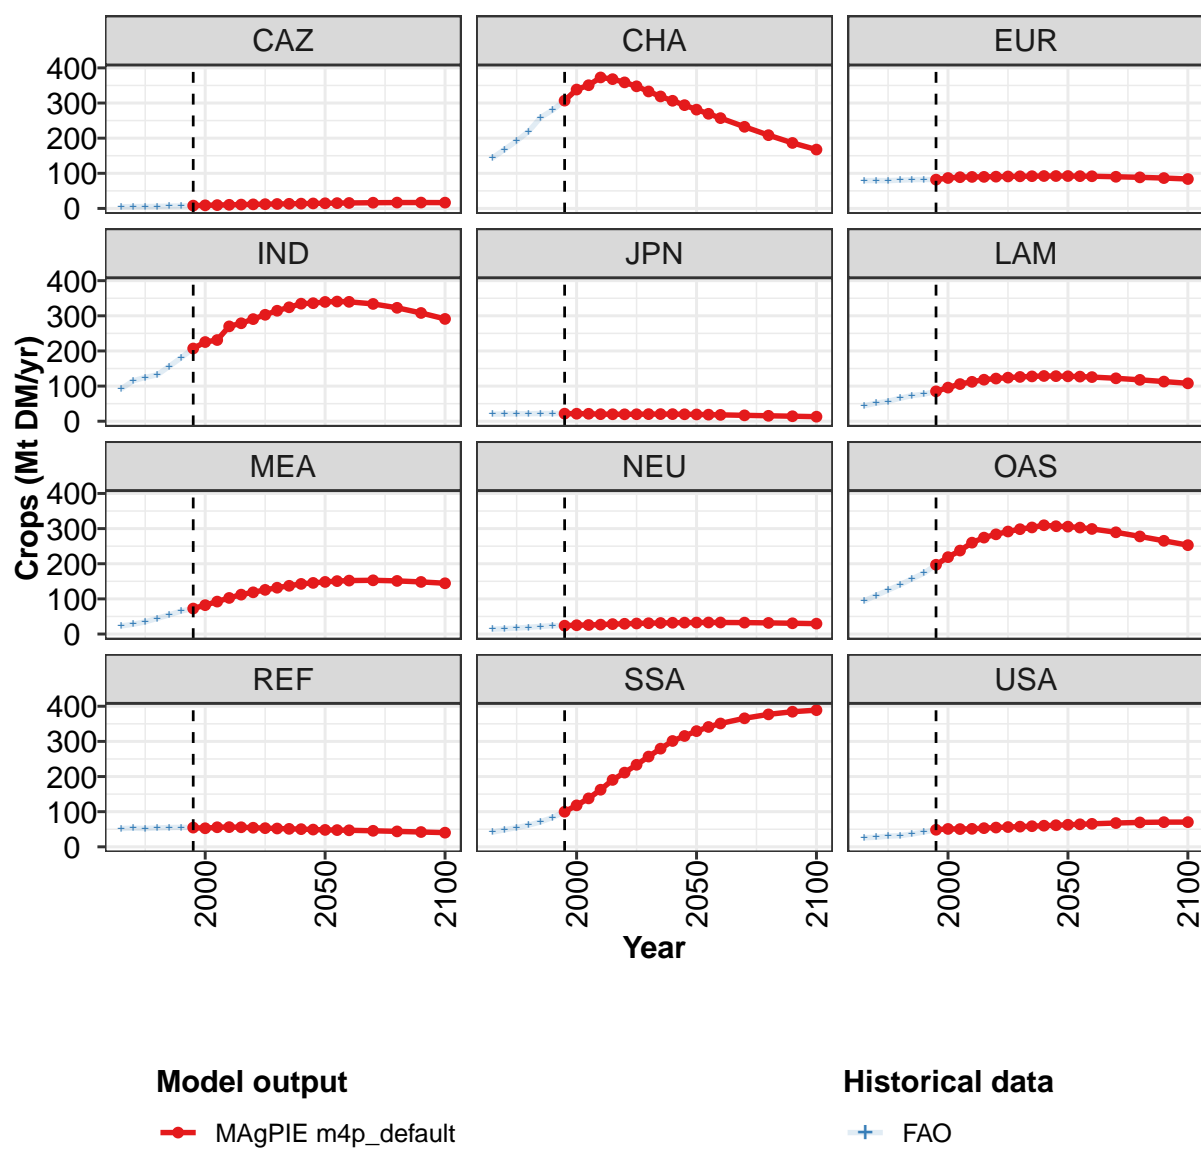 CAZ
CHA
EUR
400
300
200
100
0
IND
JPN
LAM
400
300
200
100
0
MEA
NEU
OAS
400
300
200
100
0
REF
SSA
USA
400
300
200
100
0
Crops (Mt DM/yr)
2000
2050
2100
2000
2050
2100
2000
2050
2100
Year
Model output
Historical data
MAgPIE m4p_default
FAO